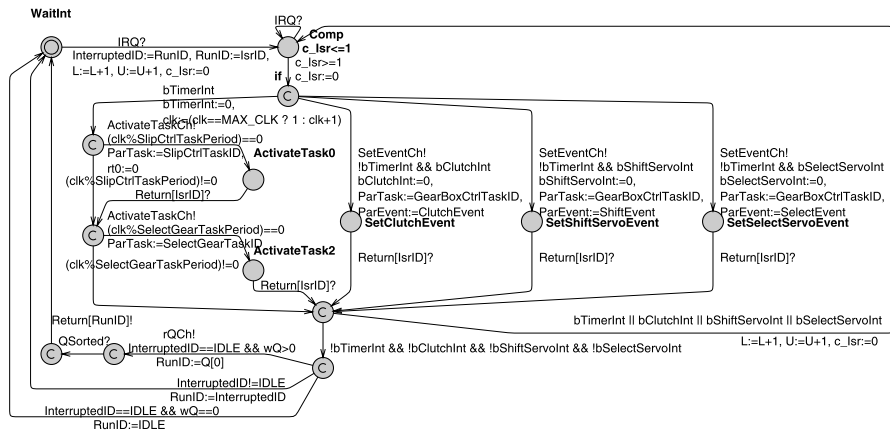 WaitInt
IRQ?
InterruptedID:=RunID, RunID:=IsrID,
L:=L+1, U:=U+1, c_Isr:=0
IRQ?
Comp
c_Isr<=1
c_Isr>=1
c_Isr:=0
if
C
C
bTimerInt
bTimerInt:=0,
clk:=(clk==MAX_CLK ? 1 : clk+1)
C
ActivateTaskCh!
(clk%SlipCtrlTaskPeriod)==0
ParTask:=SlipCtrlTaskID,
rt0:=0
(clk%SlipCtrlTaskPeriod)!=0
ActivateTask0
Return[IsrID]?
C
ActivateTaskCh!
(clk%SelectGearTaskPeriod)==0
ParTask:=SelectGearTaskID
(clk%SelectGearTaskPeriod)!=0
ActivateTask2
Return[IsrID]?
SetEventCh!
!bTimerInt && bClutchInt
bClutchInt:=0,
ParTask:=GearBoxCtrlTaskID,
ParEvent:=ClutchEvent
SetClutchEvent
Return[IsrID]?
SetEventCh!
!bTimerInt && bShiftServoInt
bShiftServoInt:=0,
ParTask:=GearBoxCtrlTaskID,
ParEvent:=ShiftEvent
SetShiftServoEvent
Return[IsrID]?
SetEventCh!
!bTimerInt && bSelectServoInt
bSelectServoInt:=0,
ParTask:=GearBoxCtrlTaskID,
ParEvent:=SelectEvent
SetSelectServoEvent
Return[IsrID]?
C
bTimerInt || bClutchInt || bShiftServoInt || bSelectServoInt
L:=L+1, U:=U+1, c_Isr:=0
!bTimerInt && !bClutchInt && !bShiftServoInt && !bSelectServoInt
Return[RunID]!
QSorted?
C
C
rQCh!
InterruptedID==IDLE && wQ>0
RunID:=Q[0]
C
InterruptedID!=IDLE
RunID:=InterruptedID
InterruptedID==IDLE && wQ==0
RunID:=IDLE